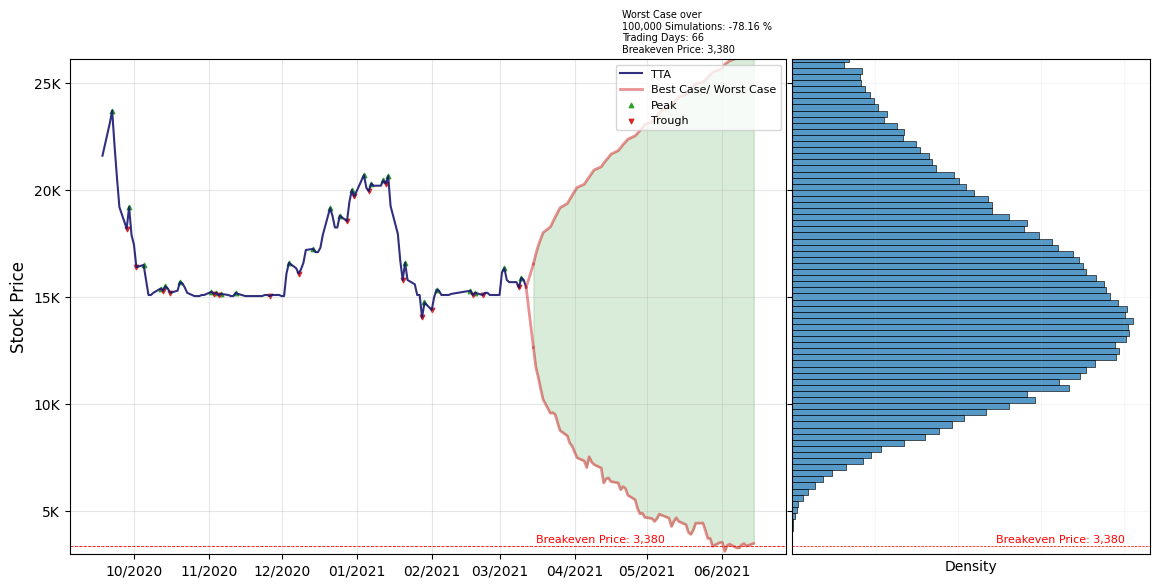 Worst Case over
100,000 Simulations: -78.16 %
Trading Days: 66
Breakeven Price: 3,380
TTA
Best Case/ Worst Case
Peak
Trough
Stock Price
25K
20K
15K
10K
5K
Breakeven Price: 3,380
Breakeven Price: 3,380
10/2020 11/2020 12/2020 01/2021 02/2021 03/2021 04/2021 05/2021 06/2021
Density